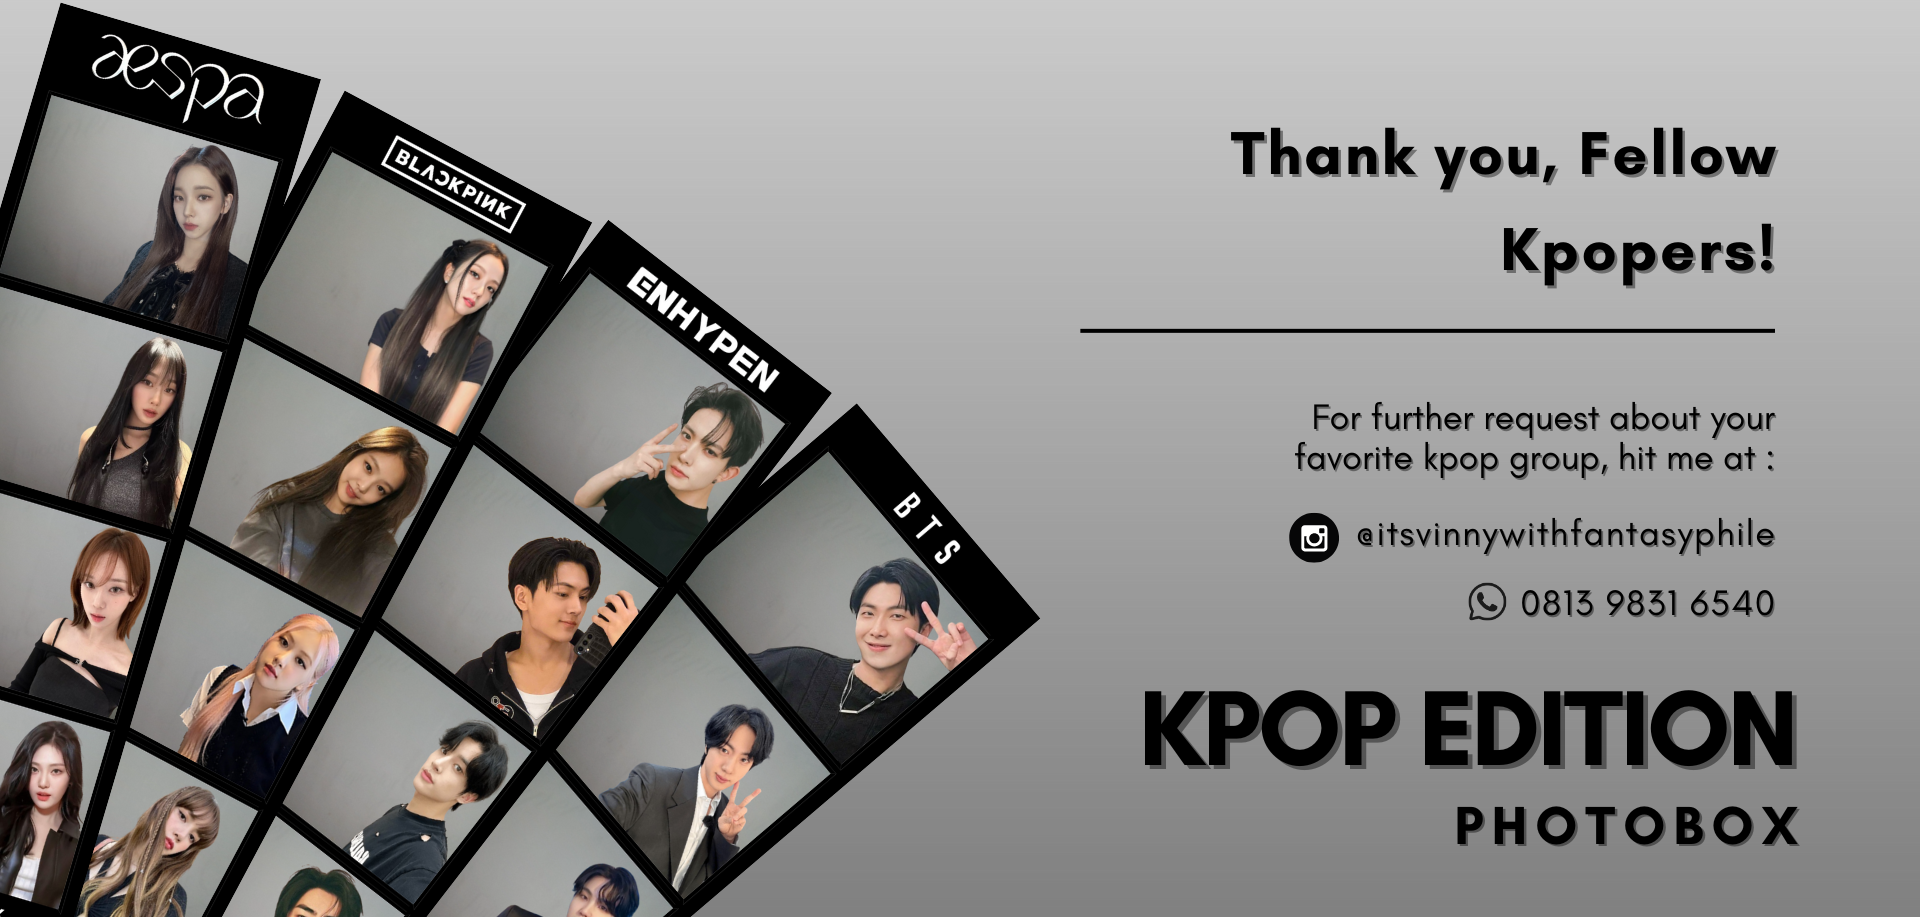 aespa
BLACKPINK
ENHYPEN
BTS
Thank you, Fellow
Kpopers!
For further request about your
favorite kpop group, hit me at :
@itsvinnywithfantasyphile
0813 9831 6540
KPOP EDITION
PHOTOBOX